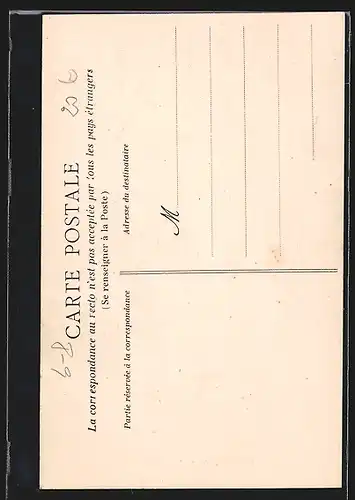 CARTE POSTALE
La correspondance au recto n'est pas acceptée par tous les pays étrangers
(Se renseigner à la Poste)
Partie réservée à la correspondance
Adresse du destinataire
M